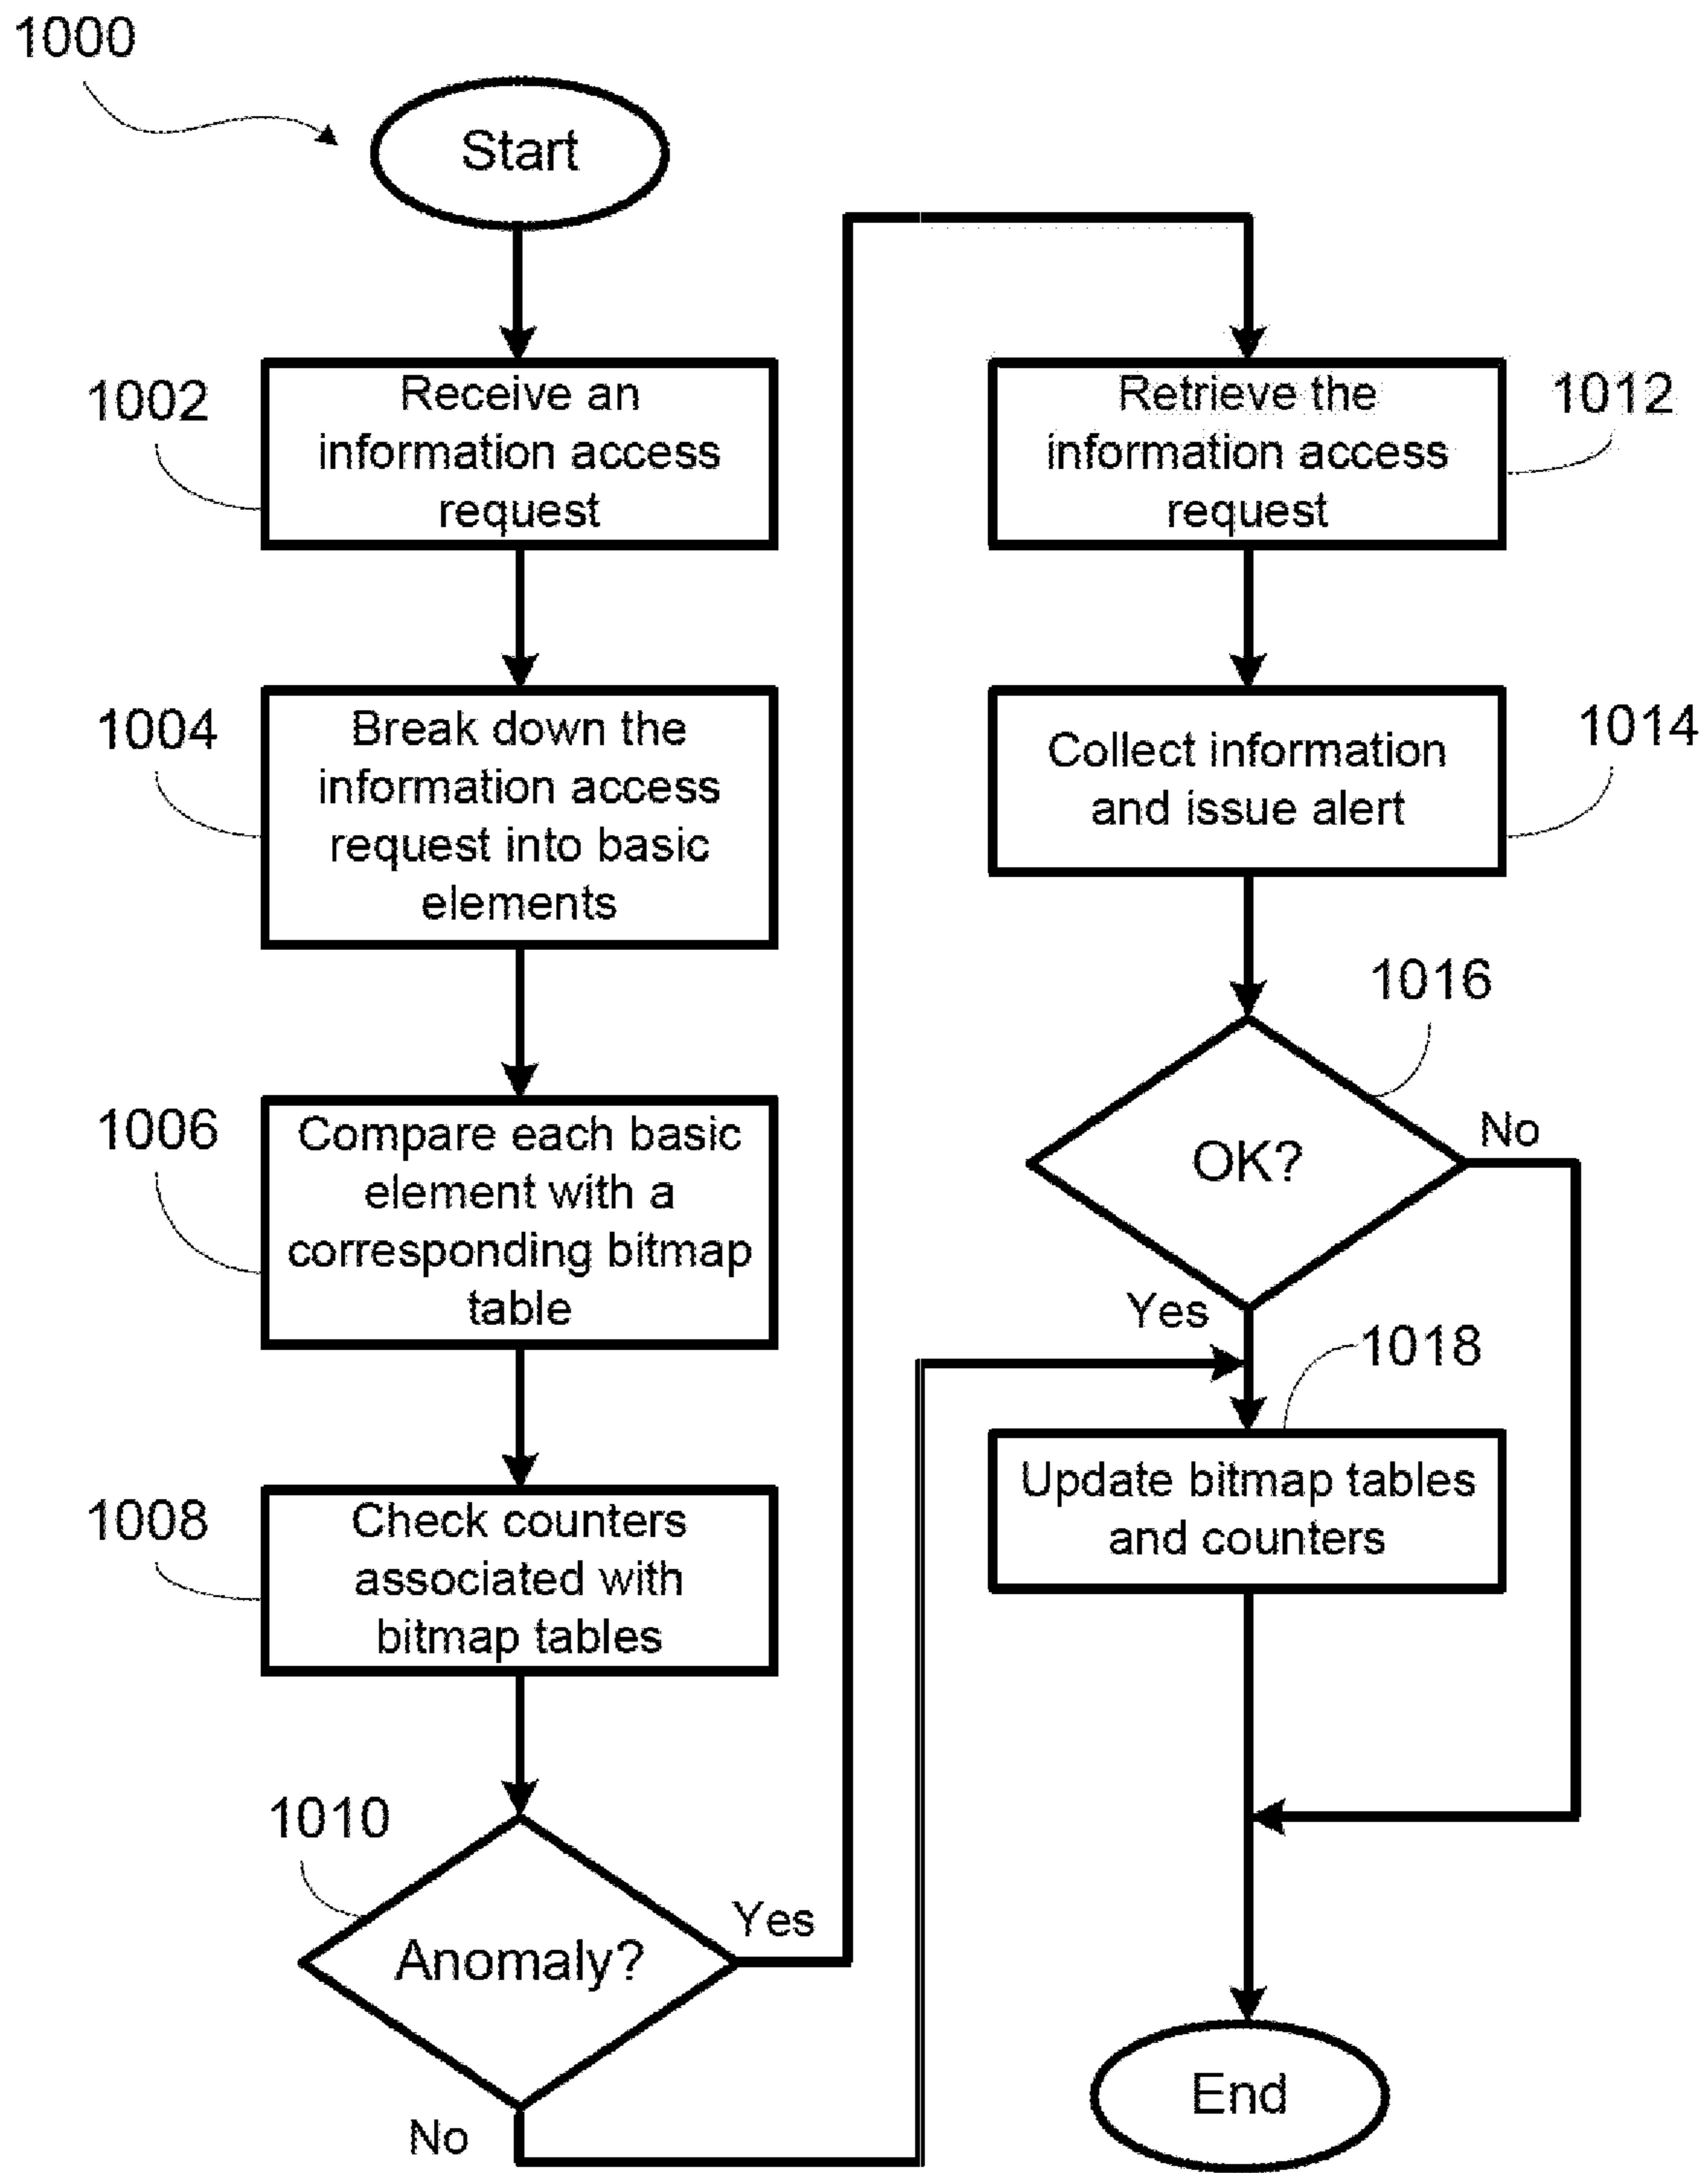 1000
Start
1002
Receive an
information access
request
1004
Break down the
information access
request into basic
elements
1006
Compare each basic
element with a
corresponding bitmap
table
1008
Check counters
associated with
bitmap tables
1010
Anomaly?
Yes
No
1012
Retrieve the
information access
request
1014
Collect information
and issue alert
1016
OK?
No
Yes
1018
Update bitmap tables
and counters
End